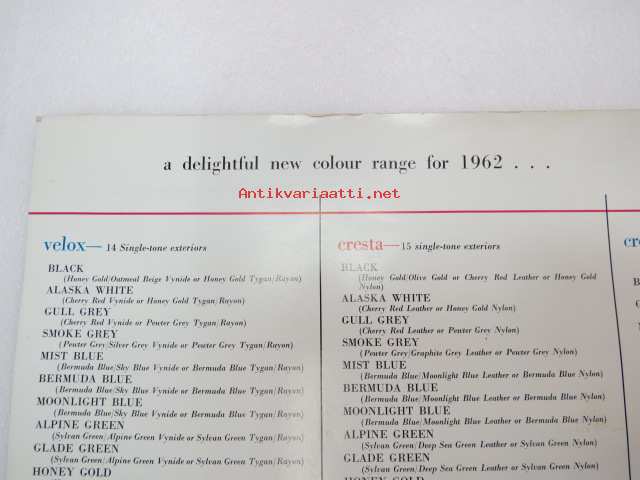 a delightful new colour range for 1962 . . .
Antikvariaatti.net
velox— 14 Single-tone exteriors
BLACK
(Honey Gold/Oatmeal Beige Vynide or Honey Gold Tygan/Rayon)
ALASKA WHITE
(Cherry Red Vynide or Honey Gold Tygan/Rayon)
GULL GREY
(Cherry Red Vynide or Pewter Grey Tygan/Rayon)
SMOKE GREY
(Pewter Grey/Silver Grey Vynide or Pewter Grey Tygan/Rayon)
MIST BLUE
(Bermuda Blue/Sky Blue Vynide or Bermuda Blue Tygan/Rayon)
BERMUDA BLUE
(Bermuda Blue/Sky Blue Vynide or Bermuda Blue Tygan/Rayon)
MOONLIGHT BLUE
(Bermuda Blue/Sky Blue Vynide or Bermuda Blue Tygan/Rayon)
ALPINE GREEN
(Sylvan Green/Alpine Green Vynide or Sylvan Green Tygan/Rayon)
GLADE GREEN
(Sylvan Green/Alpine Green Vynide or Sylvan Green Tygan/Rayon)
HONEY GOLD
cresta— 15 single-tone exteriors
BLACK
(Honey Gold/Olive Gold or Cherry Red Leather or Honey Gold
Nylon)
ALASKA WHITE
(Cherry Red Leather or Honey Gold Nylon)
GULL GREY
(Cherry Red Leather or Pewter Grey Nylon)
SMOKE GREY
(Pewter Grey/Graphite Grey Leather or Pewter Grey Nylon)
MIST BLUE
(Bermuda Blue/Moonlight Blue Leather or Bermuda Blue Nylon)
BERMUDA BLUE
(Bermuda Blue/Moonlight Blue Leather or Bermuda Blue Nylon)
MOONLIGHT BLUE
(Bermuda Blue/Moonlight Blue Leather or Bermuda Blue Nylon)
ALPINE GREEN
(Sylvan Green/Deep Sea Green Leather or Sylvan Green Nylon)
GLADE GREEN
(Sylvan Green/Deep Sea Green Leather or Sylvan Green Nylon)
HONEY GOLD
cre
B